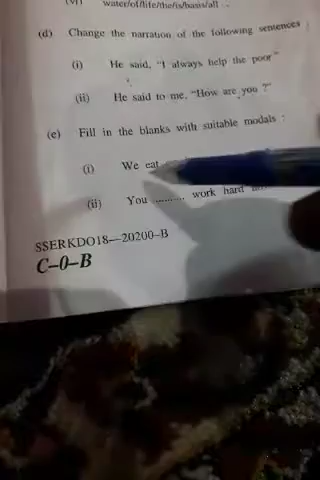 (vi) water/of/life/the/is/basis/all
(d) Change the narration of the following sentences :
(i) He said, "I always help the poor"
(ii) He said to me, "How are you ?"
(e) Fill in the blanks with suitable modals :
(i) We eat
(ii) You .......... work hard
SSERKDO18—20200–B
C–0–B